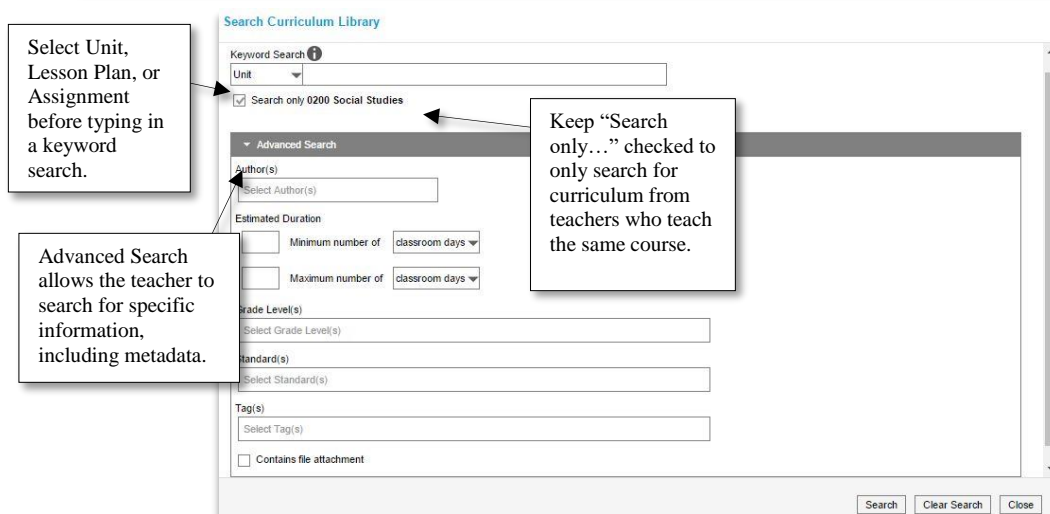 Search Curriculum Library
Select Unit,
Lesson Plan, or
Assignment
before typing in
a keyword
search.
Keyword Search
Unit
Search only 0200 Social Studies
Keep “Search
only…” checked to
only search for
curriculum from
teachers who teach
the same course.
Advanced Search
Author(s)
Select Author(s)
Estimated Duration
Minimum number of classroom days
Maximum number of classroom days
Advanced Search
allows the teacher to
search for specific
information,
including metadata.
Grade Level(s)
Select Grade Level(s)
Standard(s)
Select Standard(s)
Tag(s)
Select Tag(s)
Contains file attachment
Search Clear Search Close